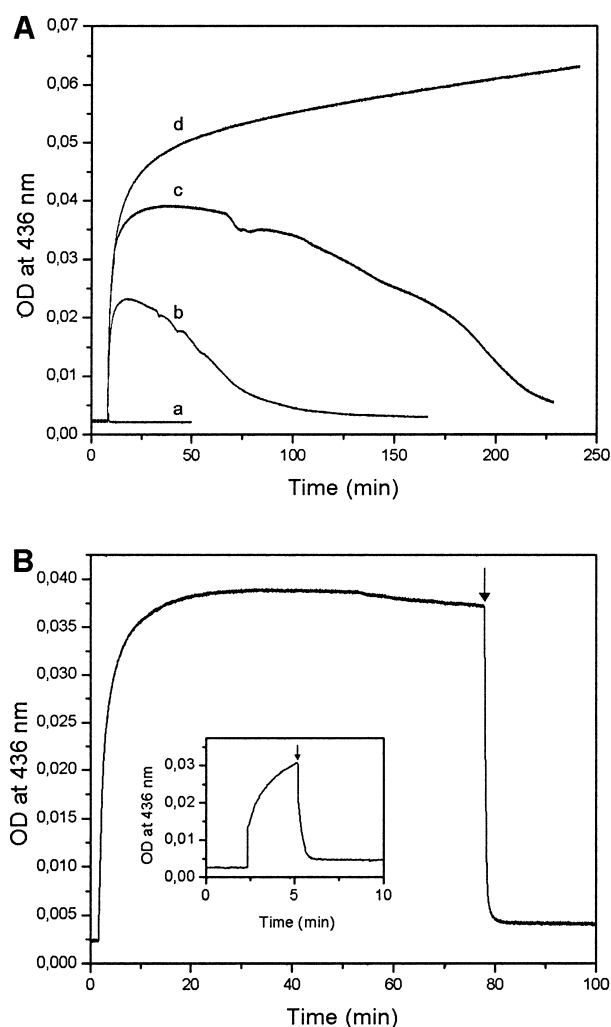 A
OD at 436 nm
0,07
0,06
0,05
0,04
0,03
0,02
0,01
0,00
d
c
b
a
0 50 100 150 200 250
Time (min)
B
OD at 436 nm
0,040
0,035
0,030
0,025
0,020
0,015
0,010
0,005
0,000
OD at 436 nm
0,03
0,02
0,01
0,00
0 5 10
Time (min)
0 20 40 60 80 100
Time (min)